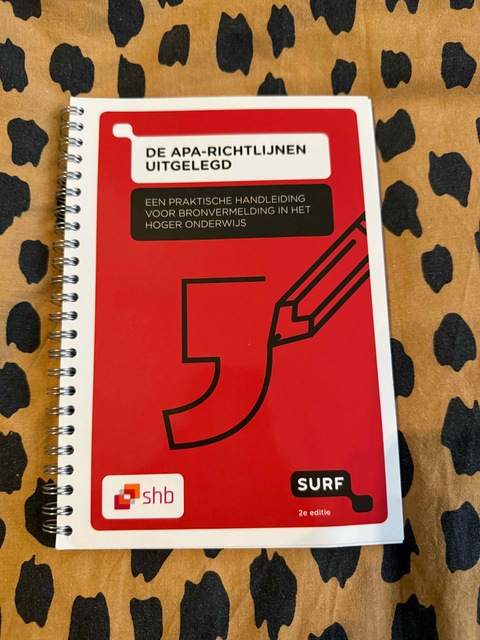 DE APA-RICHTLIJNEN
UITGELEGD
EEN PRAKTISCHE HANDLEIDING
VOOR BRONVERMELDING IN HET
HOGER ONDERWIJS
shb
SURF
2e editie